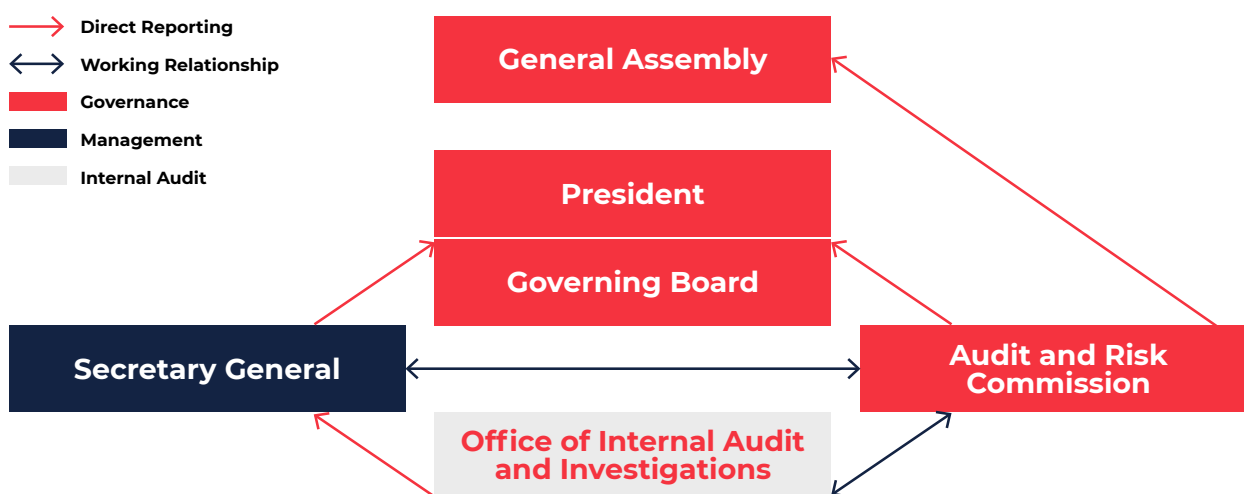 Direct Reporting
Working Relationship
Governance
Management
Internal Audit
General Assembly
President
Governing Board
Secretary General
Audit and Risk
Commission
Office of Internal Audit
and Investigations